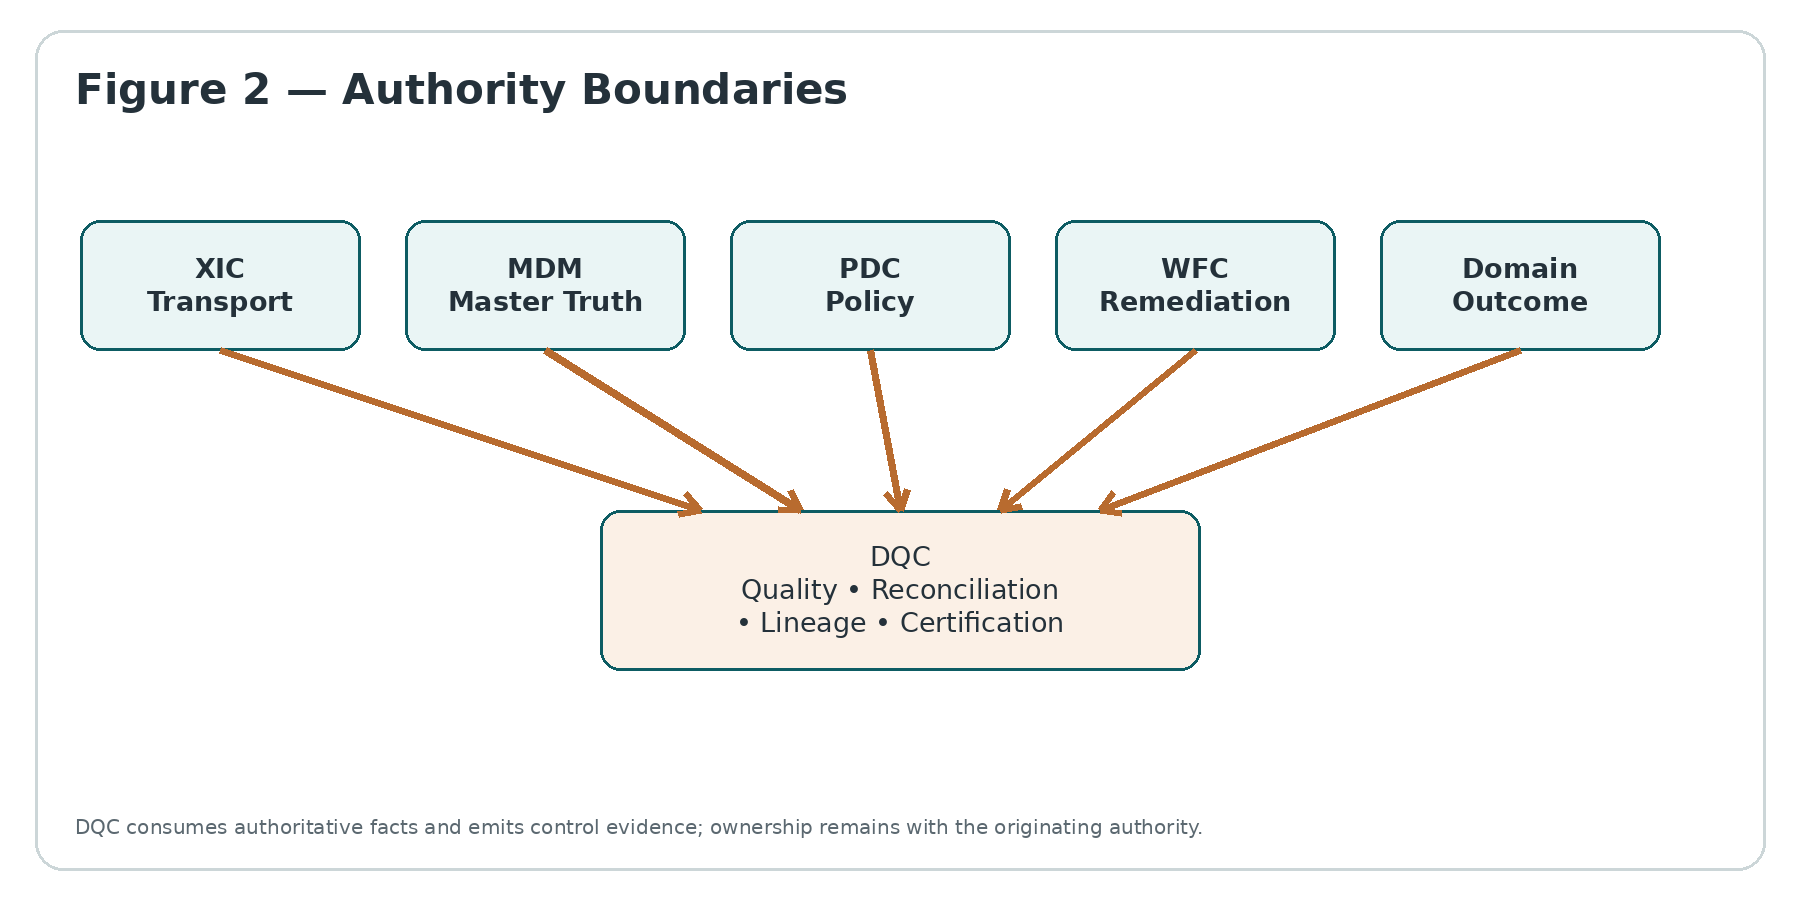 Figure 2 — Authority Boundaries
XIC
Transport
MDM
Master Truth
PDC
Policy
WFC
Remediation
Domain
Outcome
DQC
Quality • Reconciliation
• Lineage • Certification
DQC consumes authoritative facts and emits control evidence; ownership remains with the originating authority.